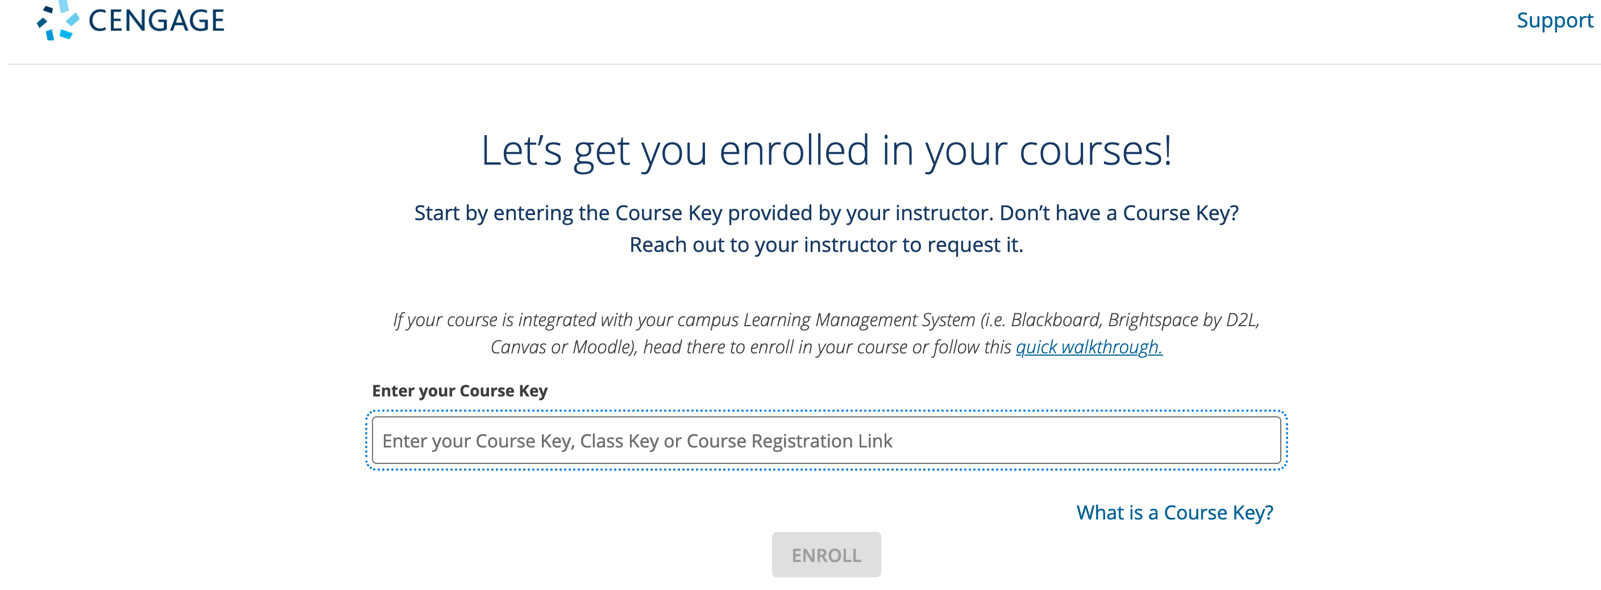 CENGAGE
Support
Let’s get you enrolled in your courses!
Start by entering the Course Key provided by your instructor. Don’t have a Course Key?
Reach out to your instructor to request it.
If your course is integrated with your campus Learning Management System (i.e. Blackboard, Brightspace by D2L,
Canvas or Moodle), head there to enroll in your course or follow this quick walkthrough.
Enter your Course Key
Enter your Course Key, Class Key or Course Registration Link
What is a Course Key?
ENROLL